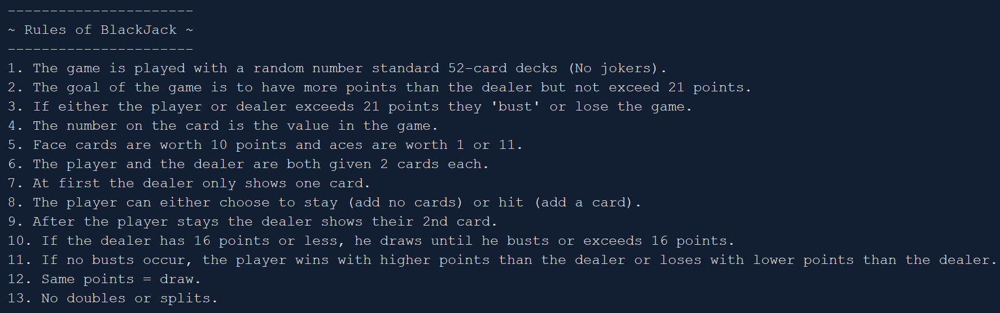 ----------------------
~ Rules of BlackJack ~
----------------------
1. The game is played with a random number standard 52-card decks (No jokers).
2. The goal of the game is to have more points than the dealer but not exceed 21 points.
3. If either the player or dealer exceeds 21 points they 'bust' or lose the game.
4. The number on the card is the value in the game.
5. Face cards are worth 10 points and aces are worth 1 or 11.
6. The player and the dealer are both given 2 cards each.
7. At first the dealer only shows one card.
8. The player can either choose to stay (add no cards) or hit (add a card).
9. After the player stays the dealer shows their 2nd card.
10. If the dealer has 16 points or less, he draws until he busts or exceeds 16 points.
11. If no busts occur, the player wins with higher points than the dealer or loses with lower points than the dealer.
12. Same points = draw.
13. No doubles or splits.